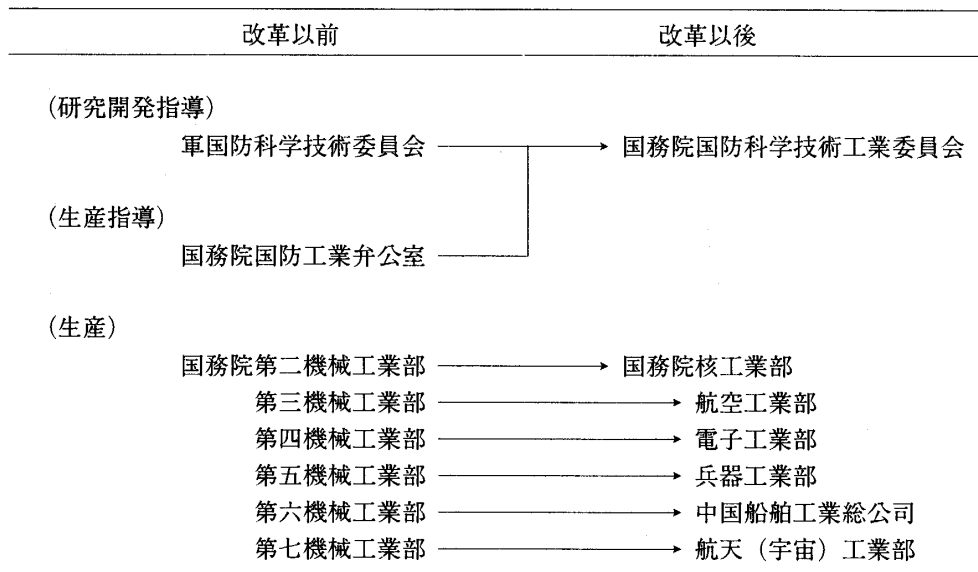 改革以前 改革以後
（研究開発指導）
軍国防科学技術委員会 国務院国防科学技術工業委員会
（生産指導）
国務院国防工業弁公室
（生産）
国務院第二機械工業部 国務院核工業部
第三機械工業部 航空工業部
第四機械工業部 電子工業部
第五機械工業部 兵器工業部
第六機械工業部 中国船舶工業総公司
第七機械工業部 航天（宇宙）工業部